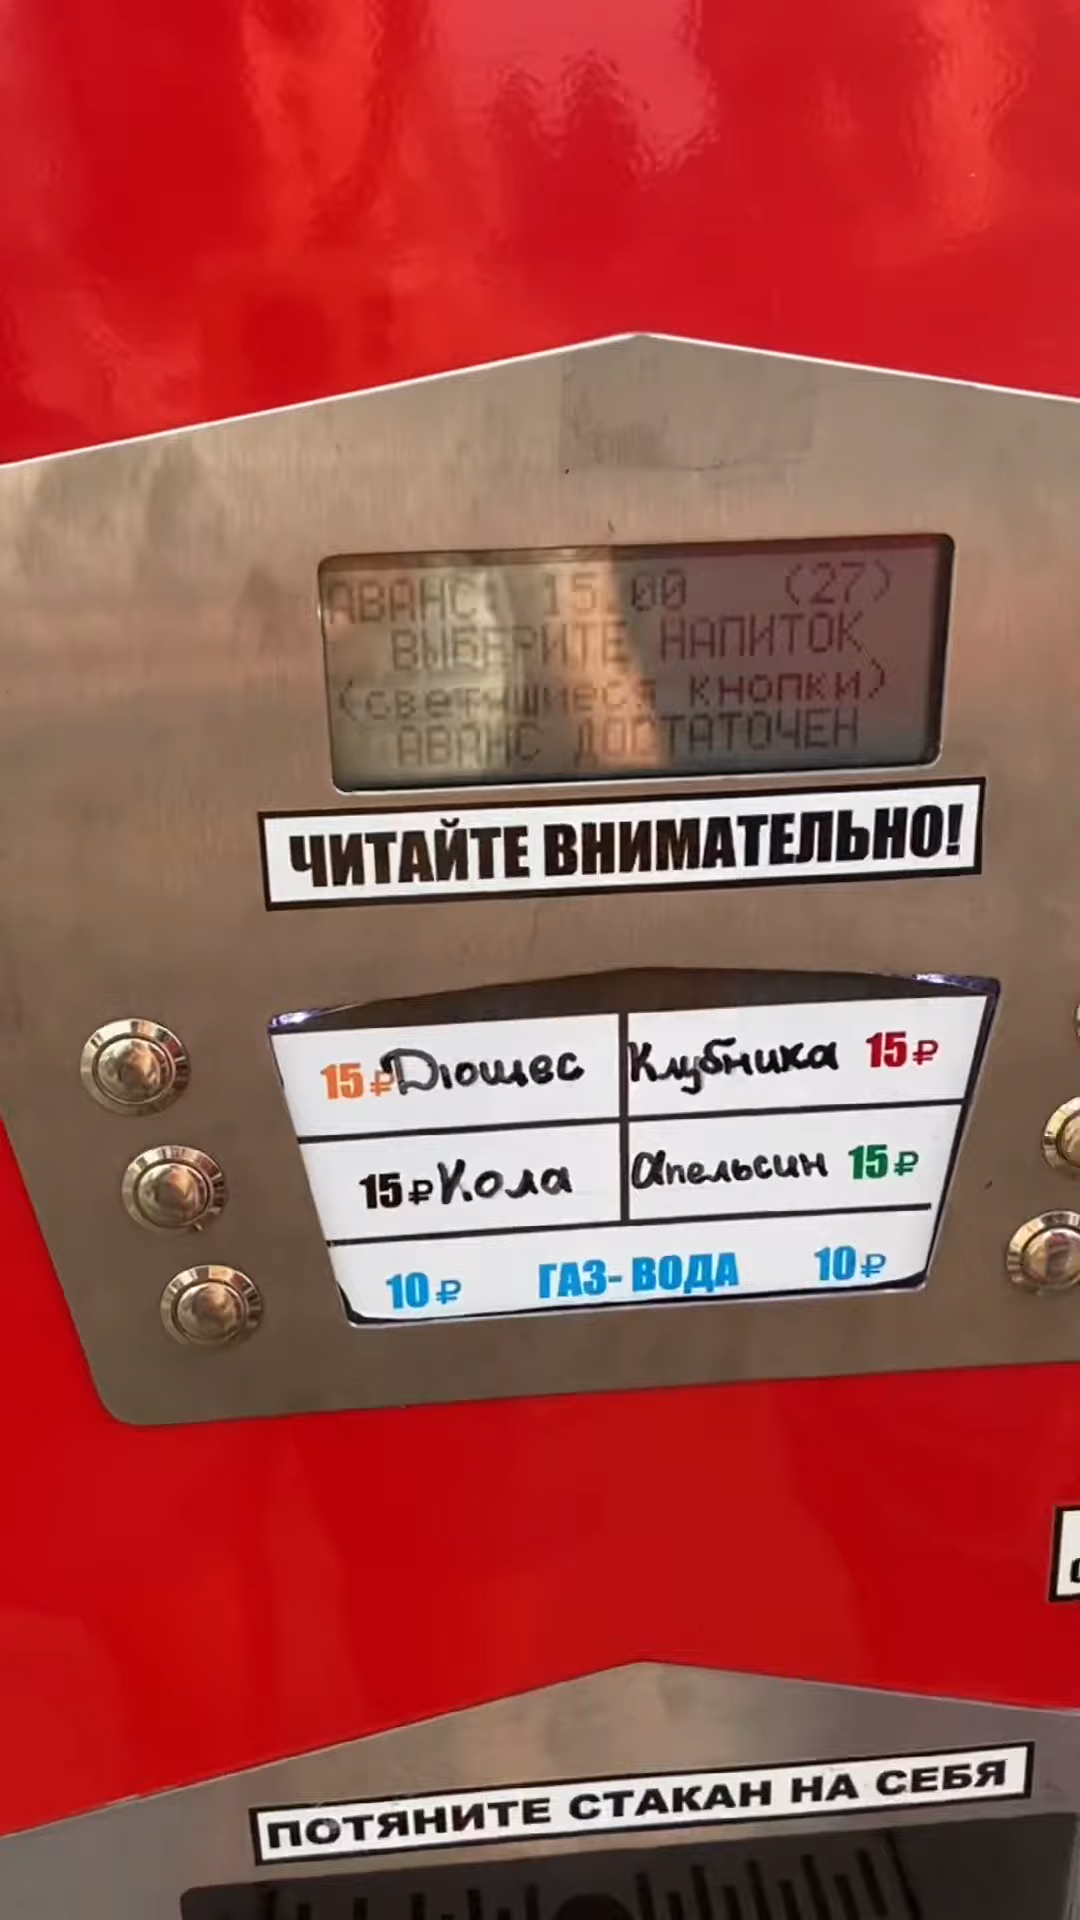 АВАНС: 15.00 (27)
ВЫБЕРИТЕ НАПИТОК
(светящиеся кнопки)
АВАНС ДОСТАТОЧЕН
ЧИТАЙТЕ ВНИМАТЕЛЬНО!
15₽ Дюшес Клубника 15₽
15₽ Кола Апельсин 15₽
10₽ ГАЗ-ВОДА 10₽
ПОТЯНИТЕ СТАКАН НА СЕБЯ